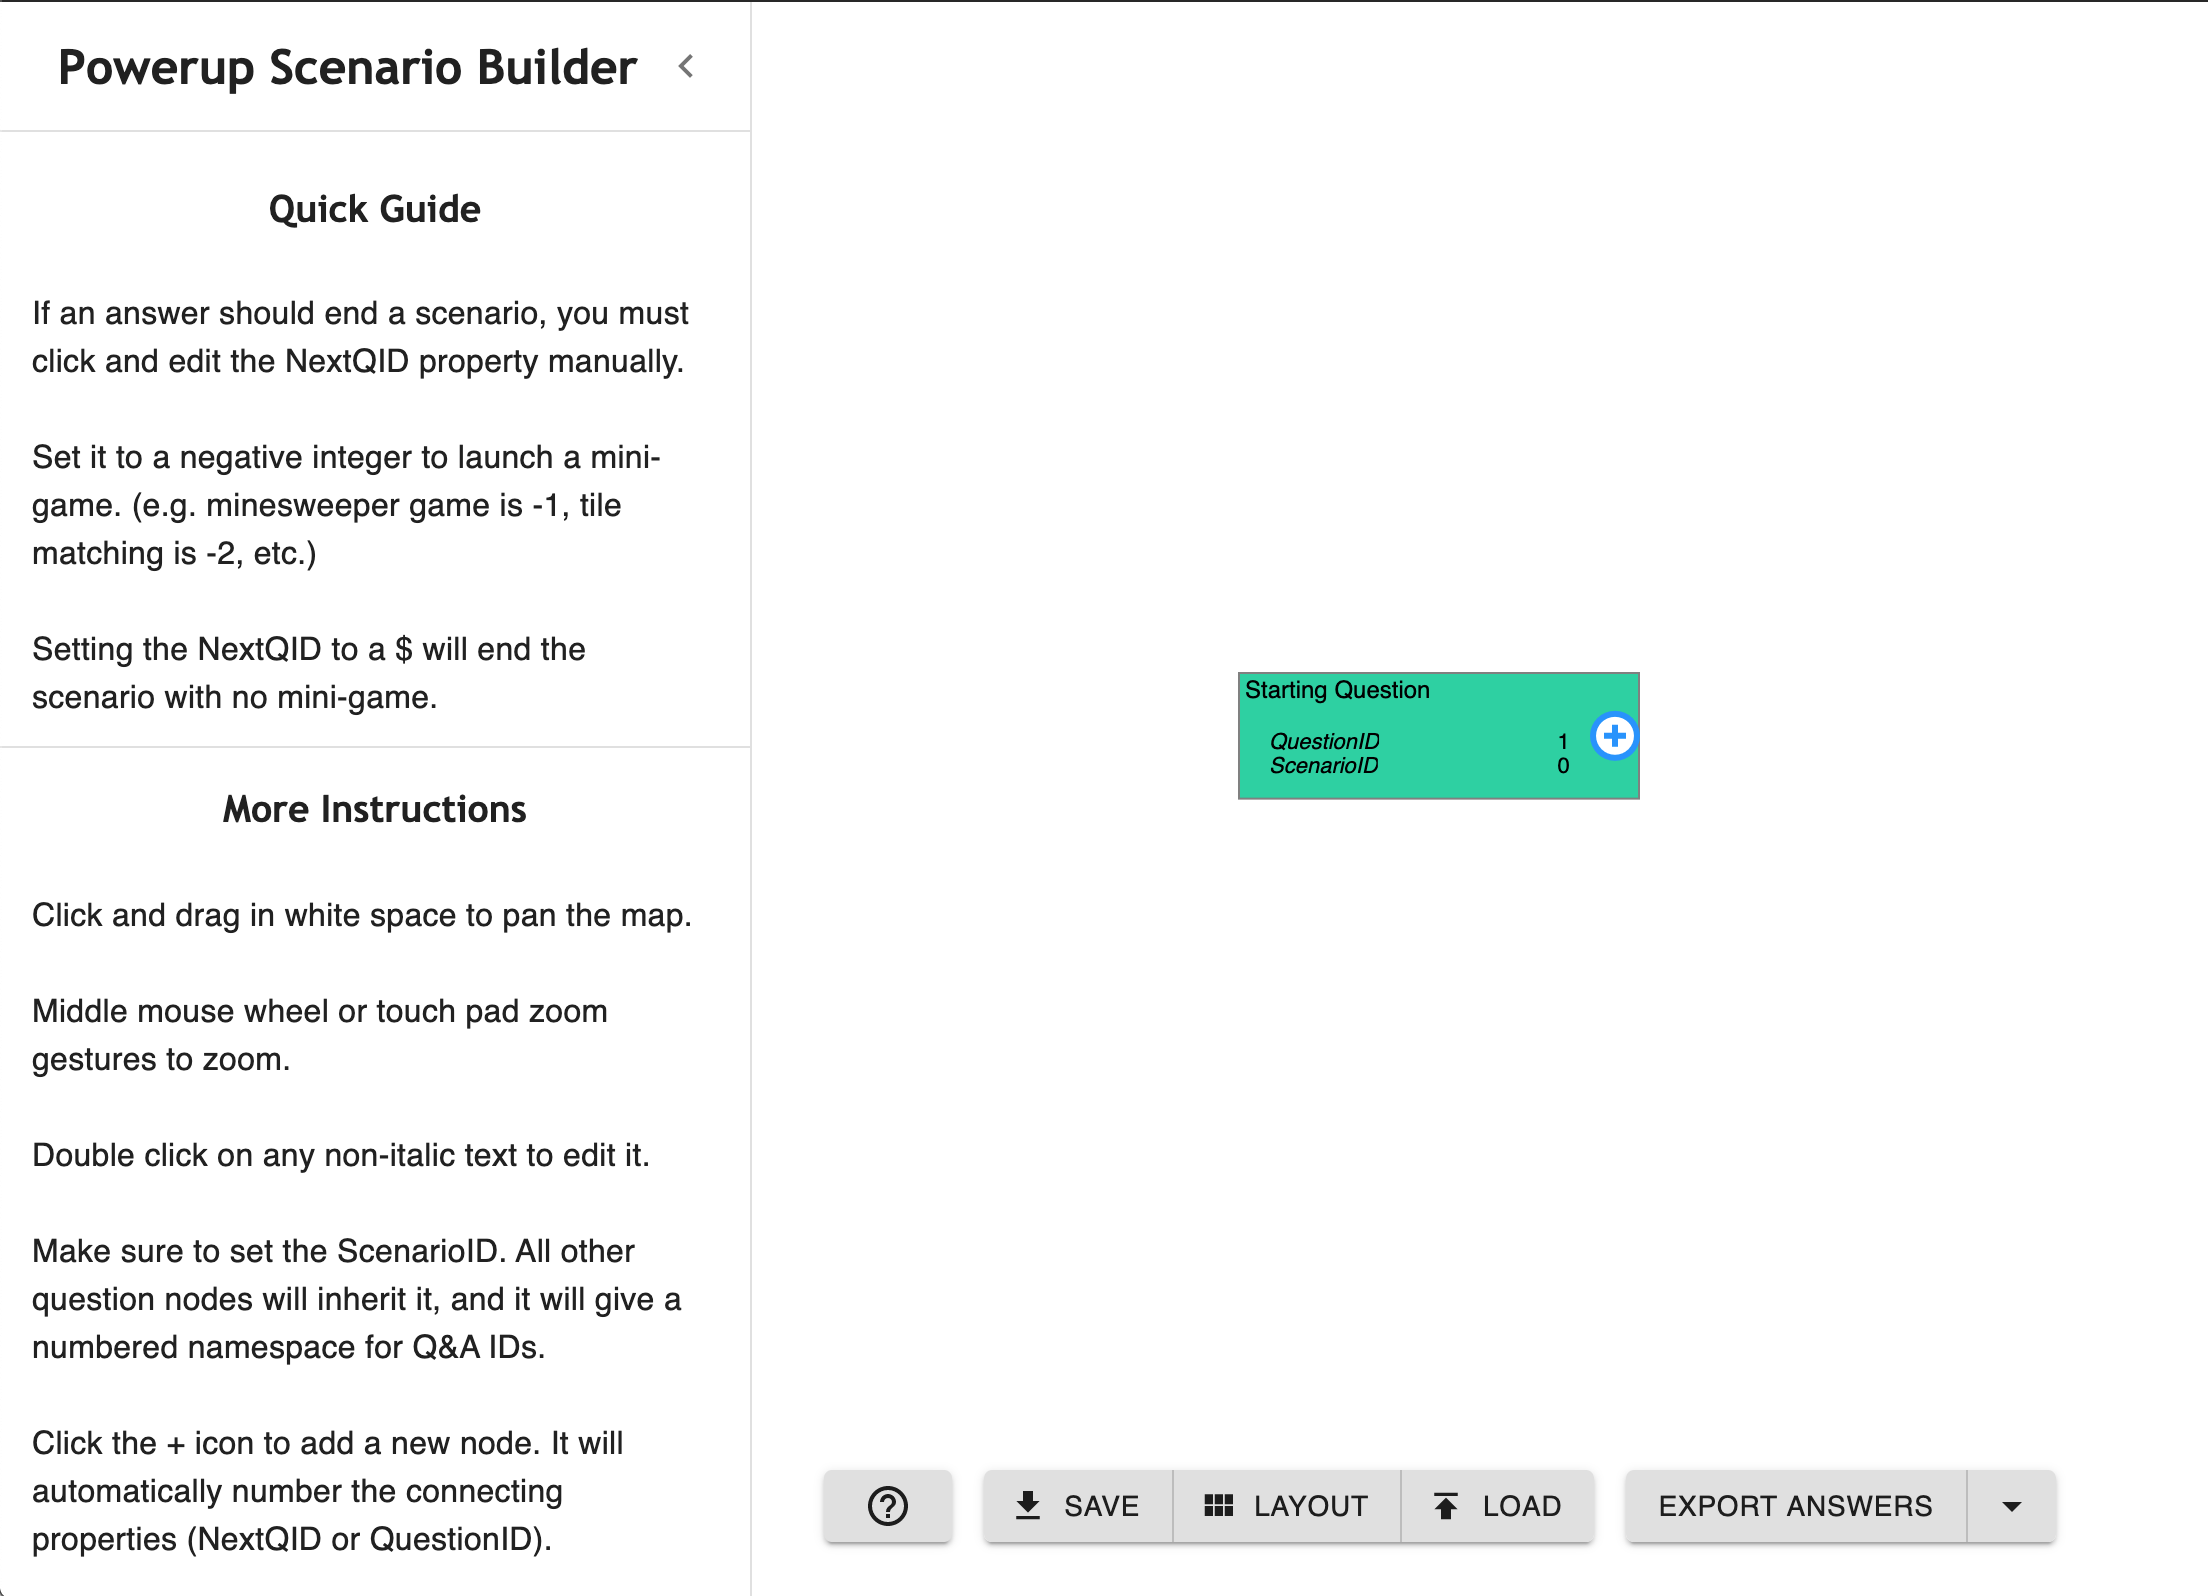 Powerup Scenario Builder
Quick Guide
If an answer should end a scenario, you must
click and edit the NextQID property manually.
Set it to a negative integer to launch a mini-
game. (e.g. minesweeper game is -1, tile
matching is -2, etc.)
Setting the NextQID to a $ will end the
scenario with no mini-game.
More Instructions
Click and drag in white space to pan the map.
Middle mouse wheel or touch pad zoom
gestures to zoom.
Double click on any non-italic text to edit it.
Make sure to set the ScenarioID. All other
question nodes will inherit it, and it will give a
numbered namespace for Q&A IDs.
Click the + icon to add a new node. It will
automatically number the connecting
properties (NextQID or QuestionID).
Starting Question
QuestionID 1
ScenarioID 0
SAVE LAYOUT LOAD EXPORT ANSWERS